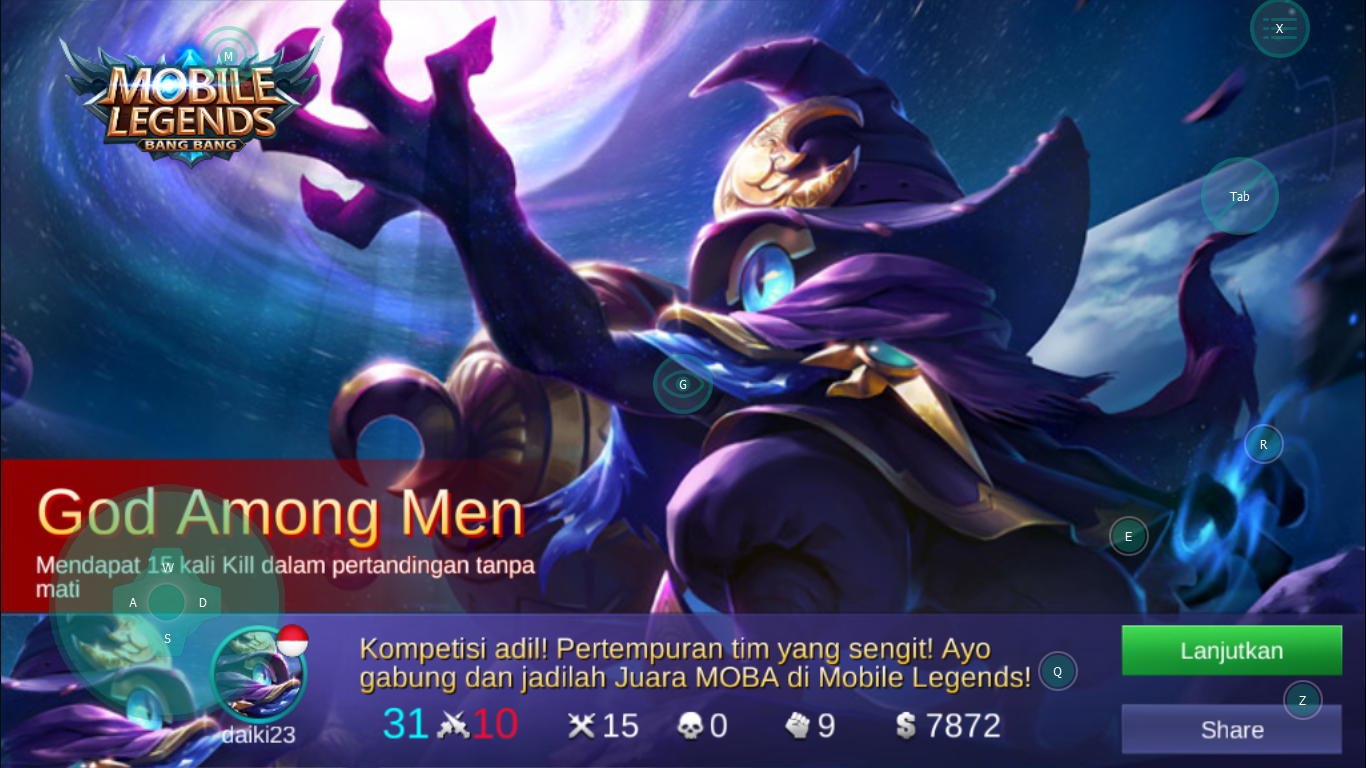 M
X
MOBILE
LEGENDS
BANG BANG
Tab
G
R
God Among Men
E
Mendapat 15 kali Kill dalam pertandingan tanpa
mati
W
A
D
S
Kompetisi adil! Pertempuran tim yang sengit! Ayo
gabung dan jadilah Juara MOBA di Mobile Legends!
Q
Lanjutkan
Z
daiki23
31 10 15 0 9 $ 7872
Share